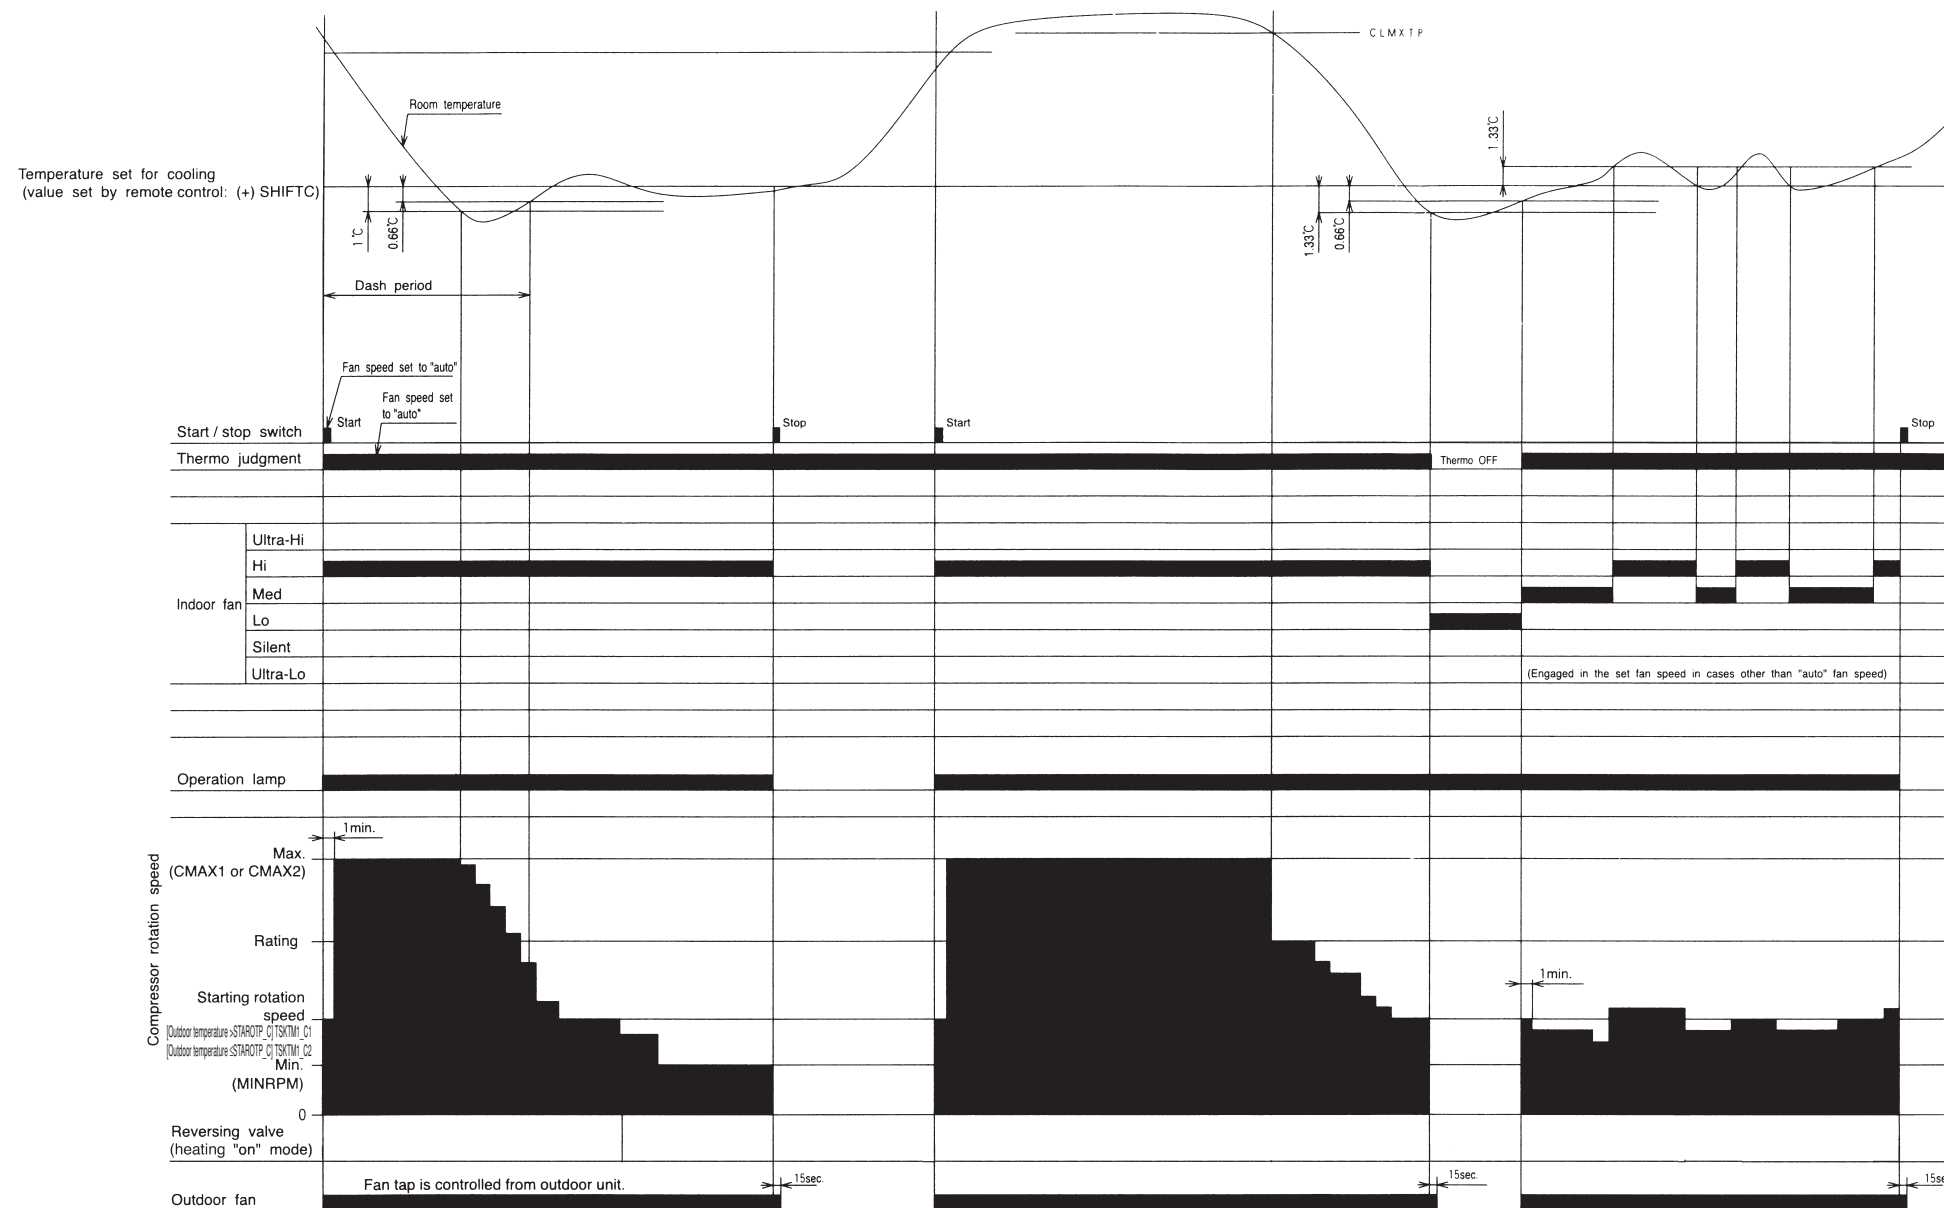 CLMXTP
Room temperature
1.33℃
Temperature set for cooling
(value set by remote control: (+) SHIFTC)
1℃
0.66℃
1.33℃
0.66℃
Dash period
Fan speed set to "auto"
Fan speed set
to "auto"
Start
Stop
Start
Stop
Start / stop switch
Thermo judgment
Thermo OFF
Ultra-Hi
Hi
Indoor fan
Med
Lo
Silent
Ultra-Lo
(Engaged in the set fan speed in cases other than "auto" fan speed)
Operation lamp
1min.
Compressor rotation speed
Max.
(CMAX1 or CMAX2)
Rating
1min.
Starting rotation
speed
[Outdoor temperature >STAROTP_C] TSKTM1_C1
[Outdoor temperature ≤STAROTP_C] TSKTM1_C2
Min.
(MINRPM)
0
Reversing valve
(heating "on" mode)
Fan tap is controlled from outdoor unit.
15sec.
15sec.
15se
Outdoor fan